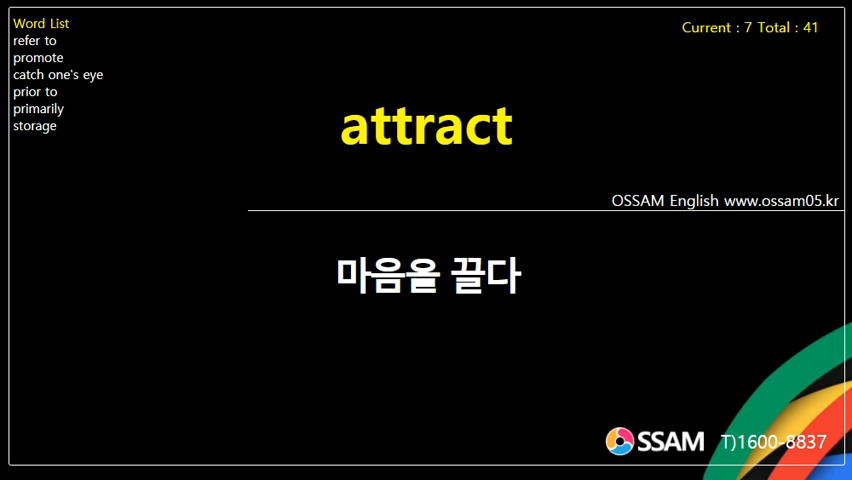 Word List
refer to
promote
catch one's eye
prior to
primarily
storage
Current : 7 Total : 41
attract
OSSAM English www.ossam05.kr
마음을 끌다
OSSAM T)1600-8837